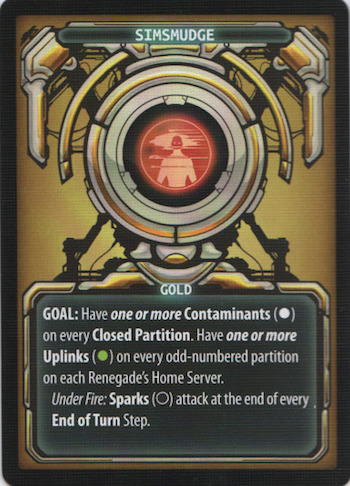 SIMSMUDGE
GOLD
GOAL: Have one or more Contaminants (○)
on every Closed Partition. Have one or more
Uplinks (●) on every odd-numbered partition
on each Renegade's Home Server.
Under Fire: Sparks (○) attack at the end of every
End of Turn Step.